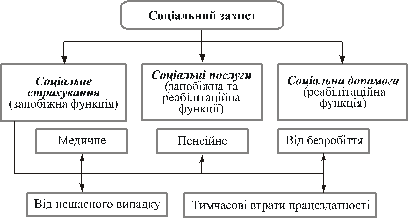 Соціальний захист
Соціальне
страхування
(запобіжна функція)
Соціальні послуги
(запобіжна та
реабілітаційна
функції)
Соціальна допомога
(реабілітаційна
функція)
Медичне
Пенсійне
Від безробіття
Від нещасного випадку
Тимчасові втрати працездатності